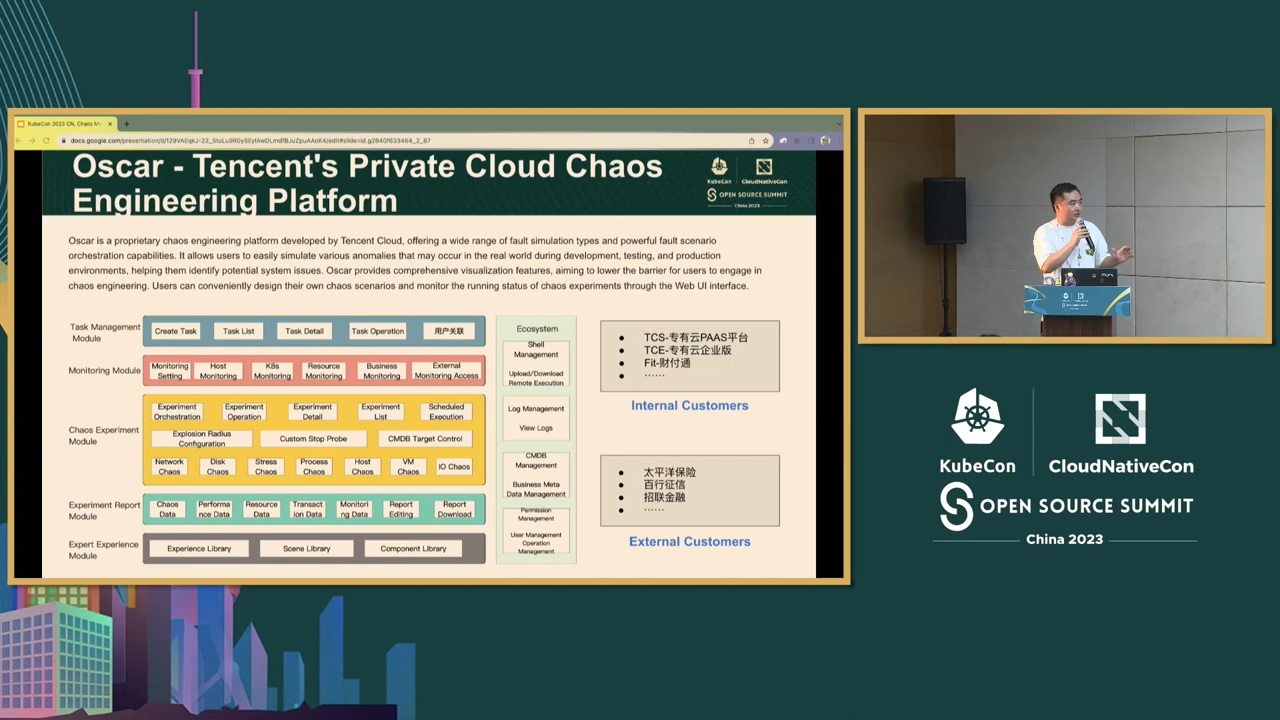 KubeCon 2023 CN, Chaos M
Oscar - Tencent's Private Cloud Chaos
Engineering Platform
KubeCon
CloudNativeCon
OPEN SOURCE SUMMIT
China 2023
Oscar is a proprietary chaos engineering platform developed by Tencent Cloud, offering a wide range of fault simulation types and powerful fault scenario
orchestration capabilities. It allows users to easily simulate various anomalies that may occur in the real world during development, testing, and production
environments, helping them identify potential system issues. Oscar provides comprehensive visualization features, aiming to lower the barrier for users to engage in
chaos engineering. Users can conveniently design their own chaos scenarios and monitor the running status of chaos experiments through the Web UI interface.
Task Management
Module
Create Task
Task List
Task Detail
Task Operation
用户关联
Monitoring Module
Monitoring
Setting
Host
Monitoring
K8s
Monitoring
Resource
Monitoring
Business
Monitoring
External
Monitoring Access
Chaos Experiment
Module
Experiment
Orchestration
Experiment
Operation
Experiment
Detail
Experiment
List
Scheduled
Execution
Explosion Radius
Configuration
Custom Stop Probe
CMDB Target Control
Network
Chaos
Disk
Chaos
Stress
Chaos
Process
Chaos
Host
Chaos
VM
Chaos
IO Chaos
Experiment Report
Module
Chaos
Data
Performa
nce Data
Resource
Data
Transact
ion Data
Monitori
ng Data
Report
Editing
Report
Download
Expert Experience
Module
Experience Library
Scene Library
Component Library
Ecosystem
Shell
Management
Upload/Download
Remote Execution
Log Management
View Logs
CMDB
Management
Business Meta
Data Management
Permission
Management
User Management
Operation
Management
● TCS-专有云PAAS平台
● TCE-专有云企业版
● Fit-财付通
● ······
Internal Customers
● 太平洋保险
● 百行征信
● 招联金融
● ······
External Customers
KubeCon
CloudNativeCon
OPEN SOURCE SUMMIT
China 2023